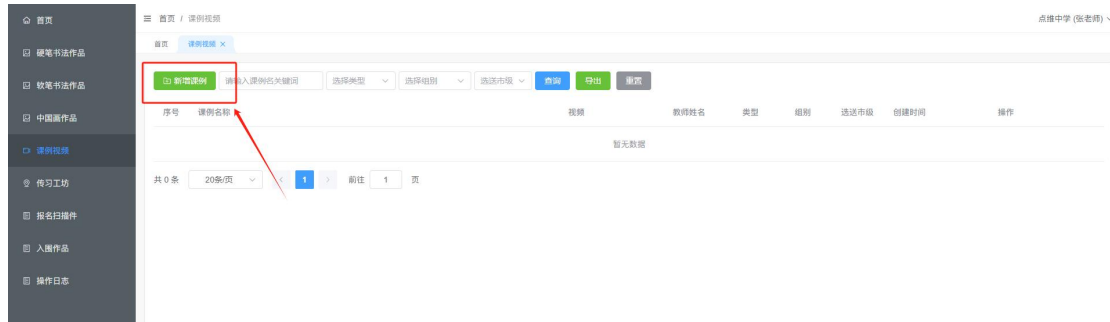 首页
硬笔书法作品
软笔书法作品
中国画作品
课例视频
传习工坊
报名扫描件
入围作品
操作日志
首页 / 课例视频
点维中学 (张老师)
首页 课例视频 ×
新增课例 请输入课例名关键词 选择类型 选择组别 选送市级 查询 导出 重置
序号 课例名称 视频 教师姓名 类型 组别 选送市级 创建时间 操作
暂无数据
共 0 条 20条/页 < 1 > 前往 1 页